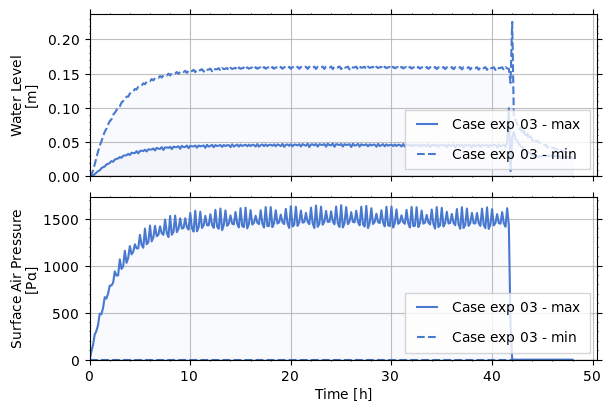 0.20
0.15
0.10
0.05
0.00
Water Level
[m]
Case exp 03 - max
Case exp 03 - min
1500
1000
500
0
Surface Air Pressure
[Pa]
Case exp 03 - max
Case exp 03 - min
0 10 20 30 40 50
Time [h]